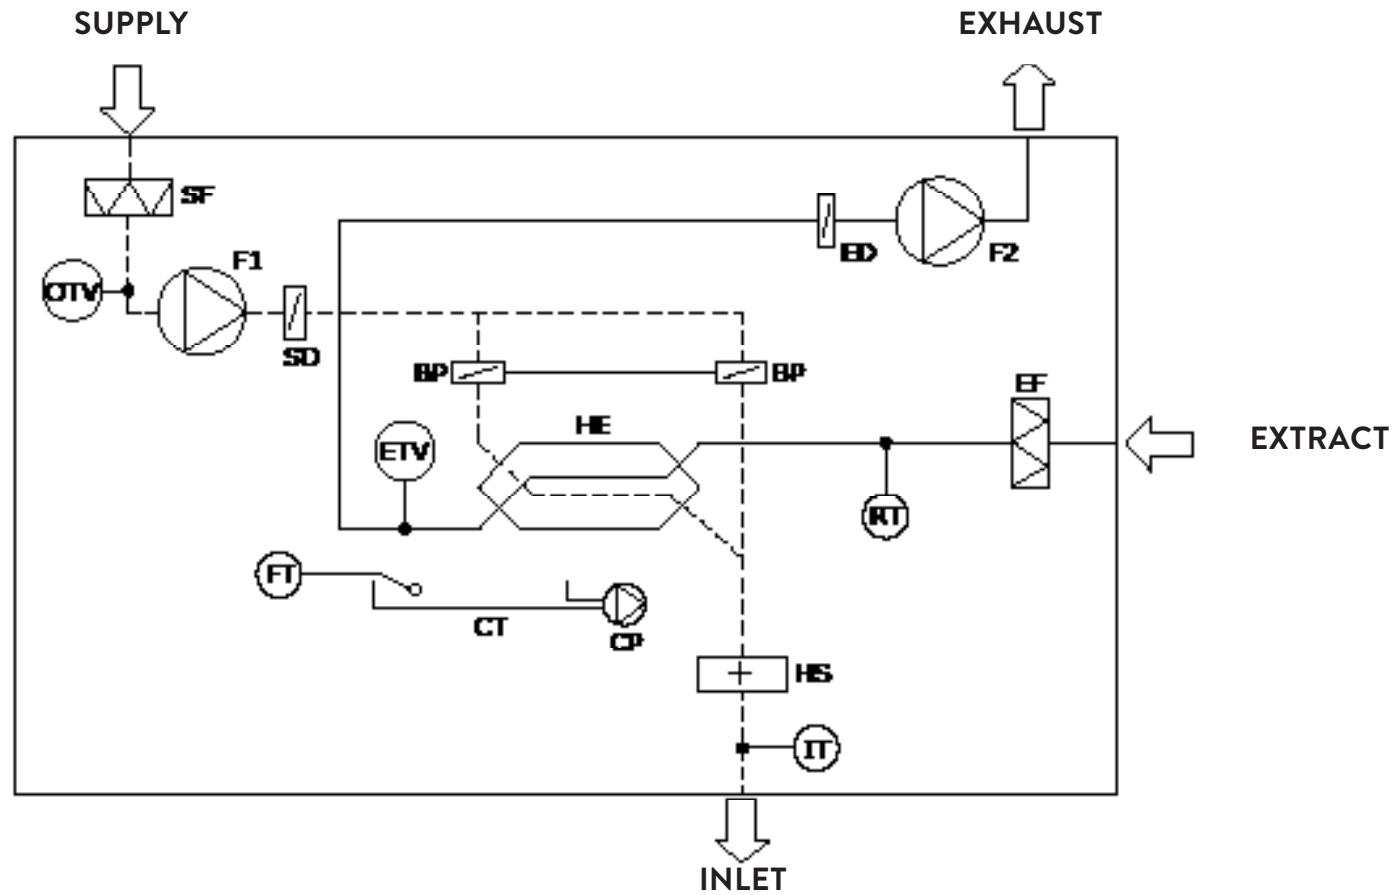 SUPPLY
EXHAUST
SF
F1
OTV
SD
ED
F2
BP
BP
EF
HE
ETV
EXTRACT
RT
FT
CT
CP
HS
IT
INLET